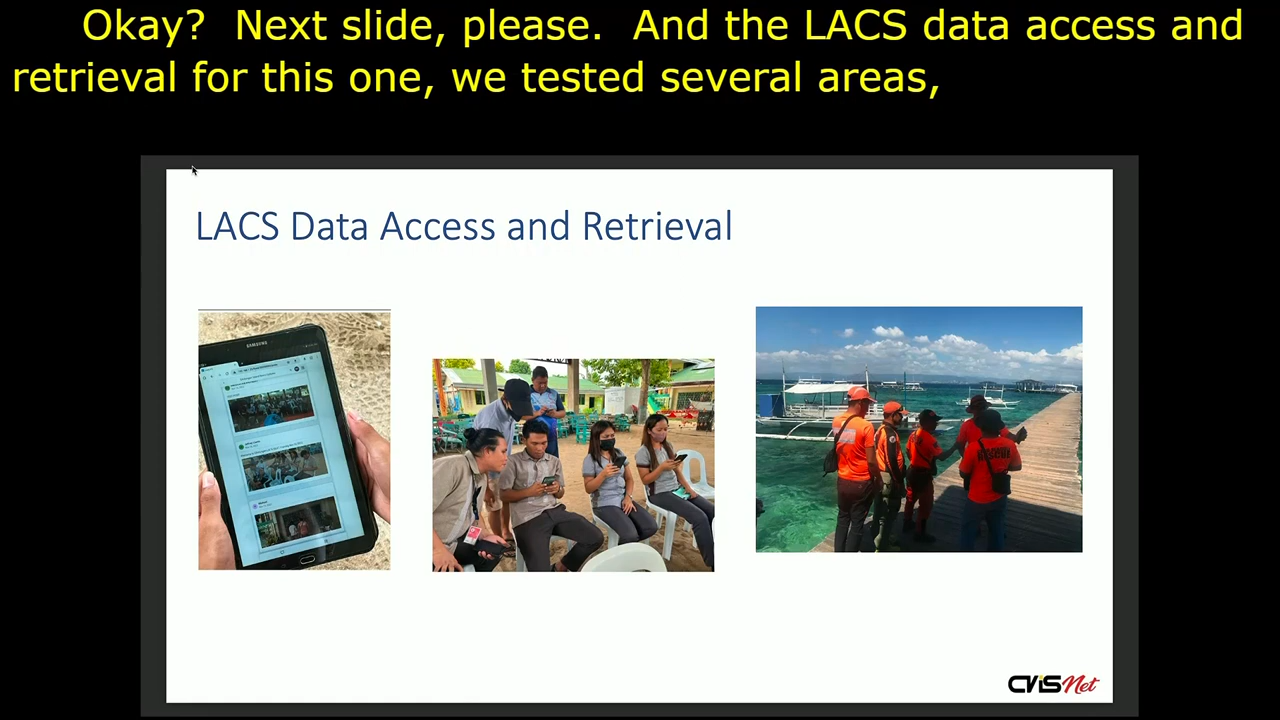 Okay? Next slide, please. And the LACS data access and
retrieval for this one, we tested several areas,
LACS Data Access and Retrieval
SAMSUNG
CViSNet